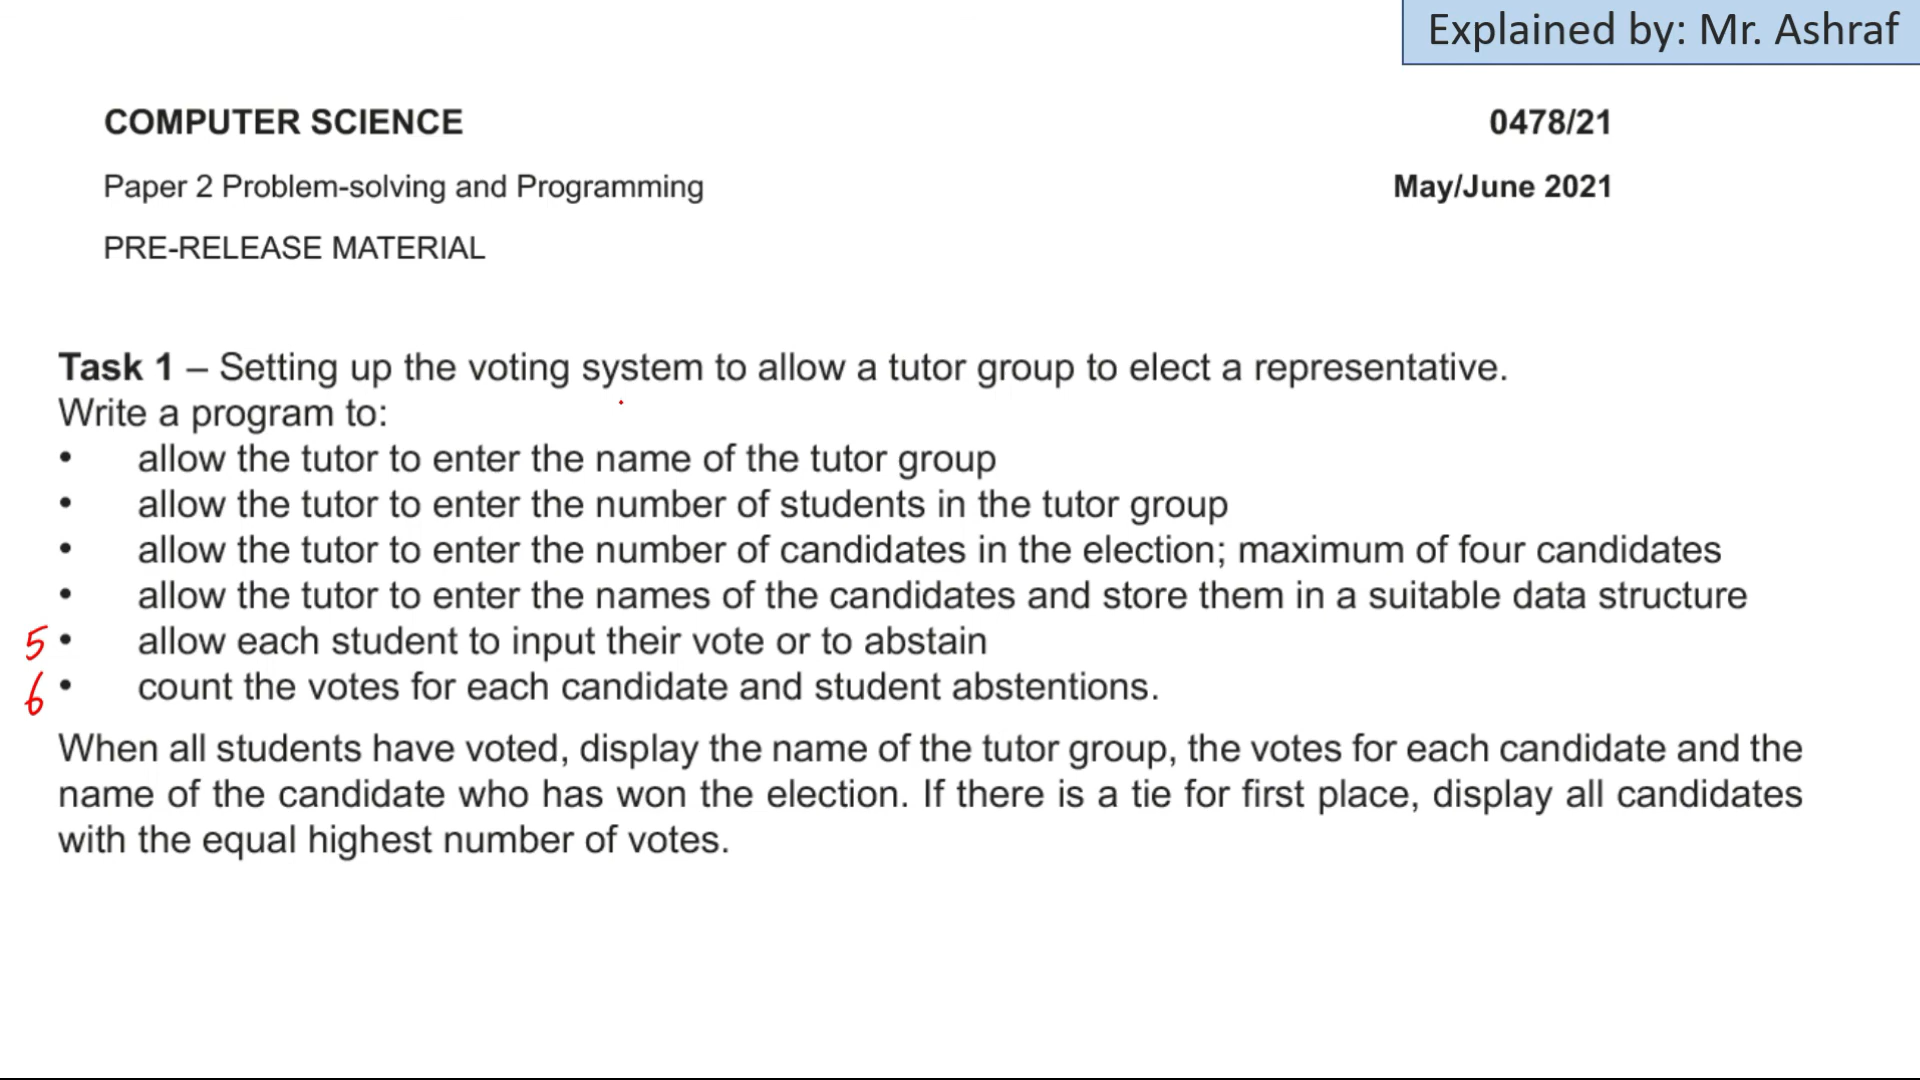 Explained by: Mr. Ashraf
COMPUTER SCIENCE 0478/21
Paper 2 Problem-solving and Programming May/June 2021
PRE-RELEASE MATERIAL
Task 1 – Setting up the voting system to allow a tutor group to elect a representative.
Write a program to:
• allow the tutor to enter the name of the tutor group
• allow the tutor to enter the number of students in the tutor group
• allow the tutor to enter the number of candidates in the election; maximum of four candidates
• allow the tutor to enter the names of the candidates and store them in a suitable data structure
5 • allow each student to input their vote or to abstain
6 • count the votes for each candidate and student abstentions.
When all students have voted, display the name of the tutor group, the votes for each candidate and the
name of the candidate who has won the election. If there is a tie for first place, display all candidates
with the equal highest number of votes.